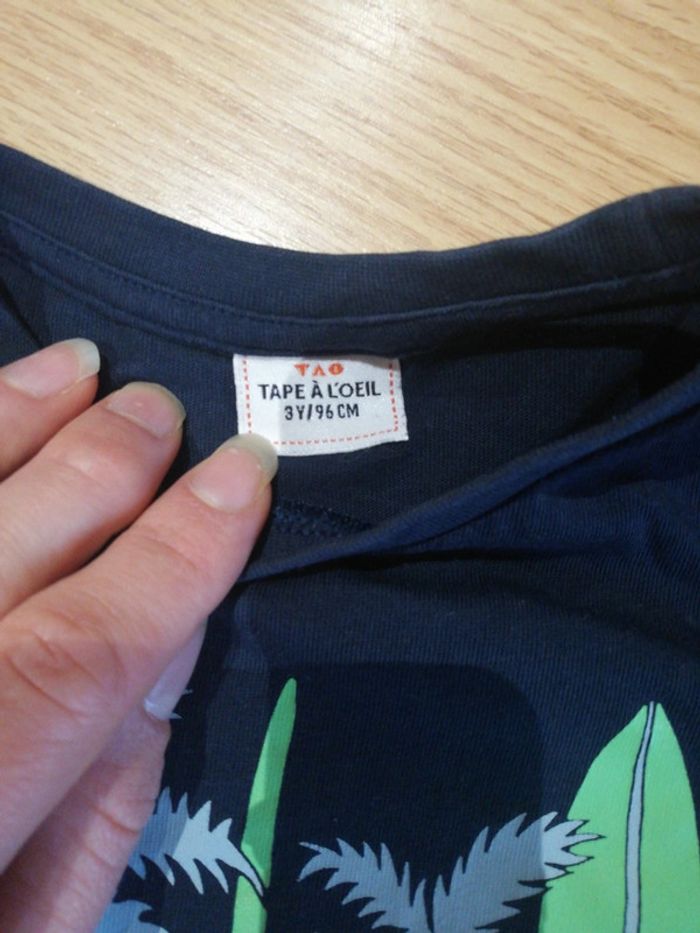 TAO
TAPE À L'OEIL
3Y/96CM